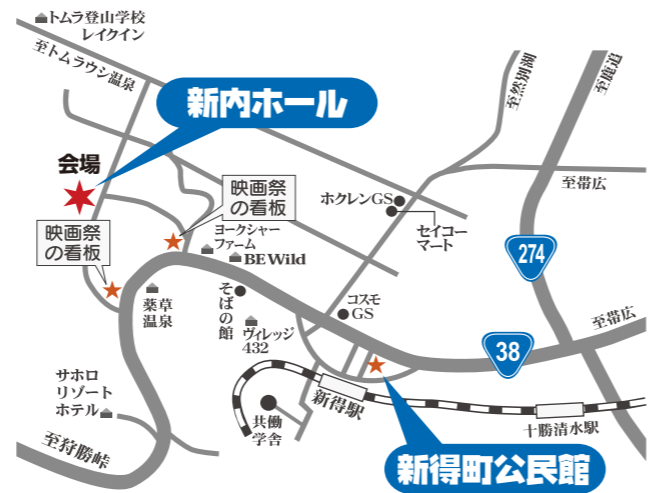 トムラ登山学校
レイクイン
至トムラウシ温泉
新内ホール
会場
映画祭
の看板
映画祭
の看板
ヨークシャー
ファーム
BE Wild
ホクレンGS
セイコー
マート
至然別湖
至鹿追
至帯広
274
薬草
温泉
そばの館
ヴィレッジ
432
コスモ
GS
至帯広
38
サホロ
リゾート
ホテル
至狩勝峠
共働
学舎
新得駅
十勝清水駅
新得町公民館